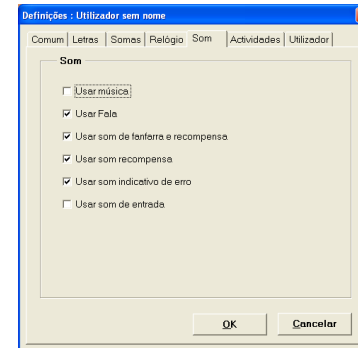 Definições : Utilizador sem nome
Comum Letras Somas Relógio Som Actividades Utilizador
Som
Usar música
Usar Fala
Usar som de fanfarra e recompensa
Usar som recompensa
Usar som indicativo de erro
Usar som de entrada
OK Cancelar